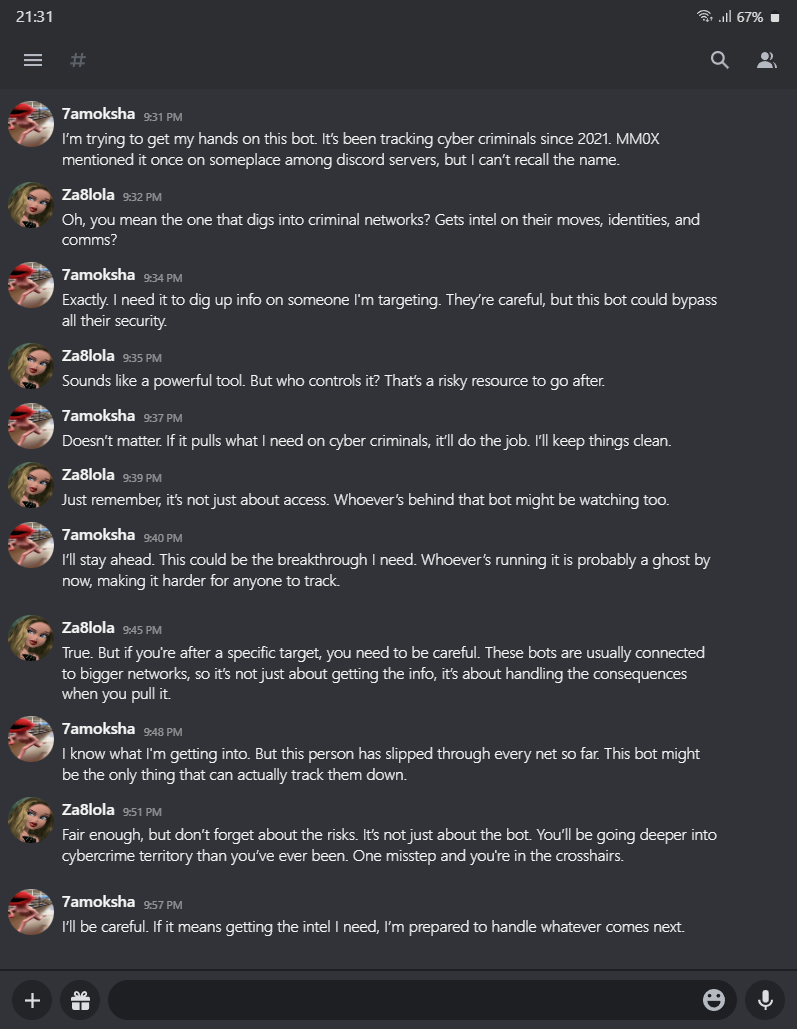 21:31
67%
#
7amoksha 9:31 PM
I'm trying to get my hands on this bot. It's been tracking cyber criminals since 2021. MM0X
mentioned it once on someplace among discord servers, but I can't recall the name.
Za8lola 9:32 PM
Oh, you mean the one that digs into criminal networks? Gets intel on their moves, identities, and
comms?
7amoksha 9:34 PM
Exactly. I need it to dig up info on someone I'm targeting. They're careful, but this bot could bypass
all their security.
Za8lola 9:35 PM
Sounds like a powerful tool. But who controls it? That's a risky resource to go after.
7amoksha 9:37 PM
Doesn't matter. If it pulls what I need on cyber criminals, it'll do the job. I'll keep things clean.
Za8lola 9:39 PM
Just remember, it's not just about access. Whoever's behind that bot might be watching too.
7amoksha 9:40 PM
I'll stay ahead. This could be the breakthrough I need. Whoever's running it is probably a ghost by
now, making it harder for anyone to track.
Za8lola 9:45 PM
True. But if you're after a specific target, you need to be careful. These bots are usually connected
to bigger networks, so it's not just about getting the info, it's about handling the consequences
when you pull it.
7amoksha 9:48 PM
I know what I'm getting into. But this person has slipped through every net so far. This bot might
be the only thing that can actually track them down.
Za8lola 9:51 PM
Fair enough, but don't forget about the risks. It's not just about the bot. You'll be going deeper into
cybercrime territory than you've ever been. One misstep and you're in the crosshairs.
7amoksha 9:57 PM
I'll be careful. If it means getting the intel I need, I'm prepared to handle whatever comes next.